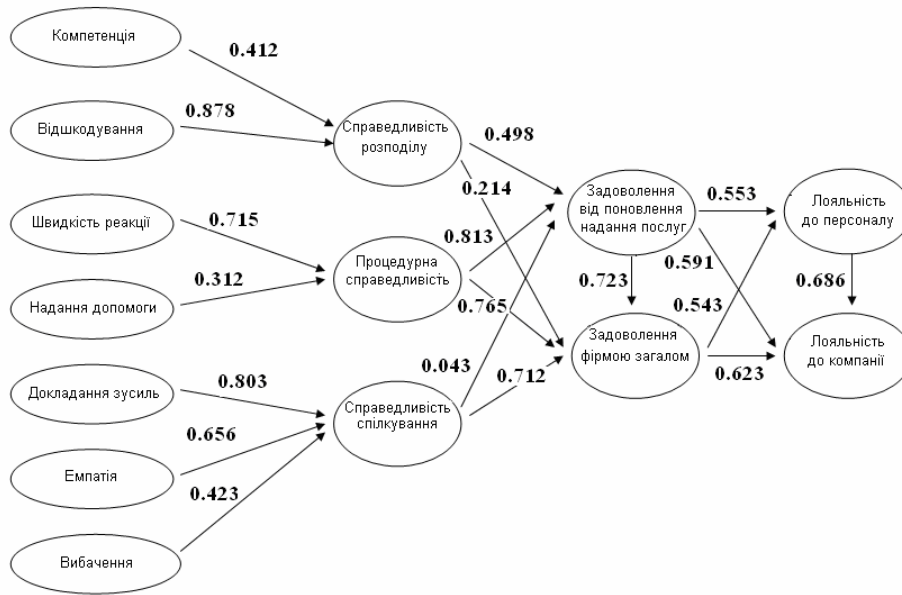 Компетенція
0.412
Відшкодування
0.878
Справедливість
розподілу
0.498
0.214
Швидкість реакції
0.715
Надання допомоги
0.312
Процедурна
справедливість
0.813
0.765
Задоволення
від поновлення
надання послуг
0.553
0.591
0.723
Лояльність
до персоналу
0.686
0.543
Задоволення
фірмою загалом
0.623
Лояльність
до компанії
Докладання зусиль
0.803
0.043
0.712
Справедливість
спілкування
0.656
Емпатія
0.423
Вибачення